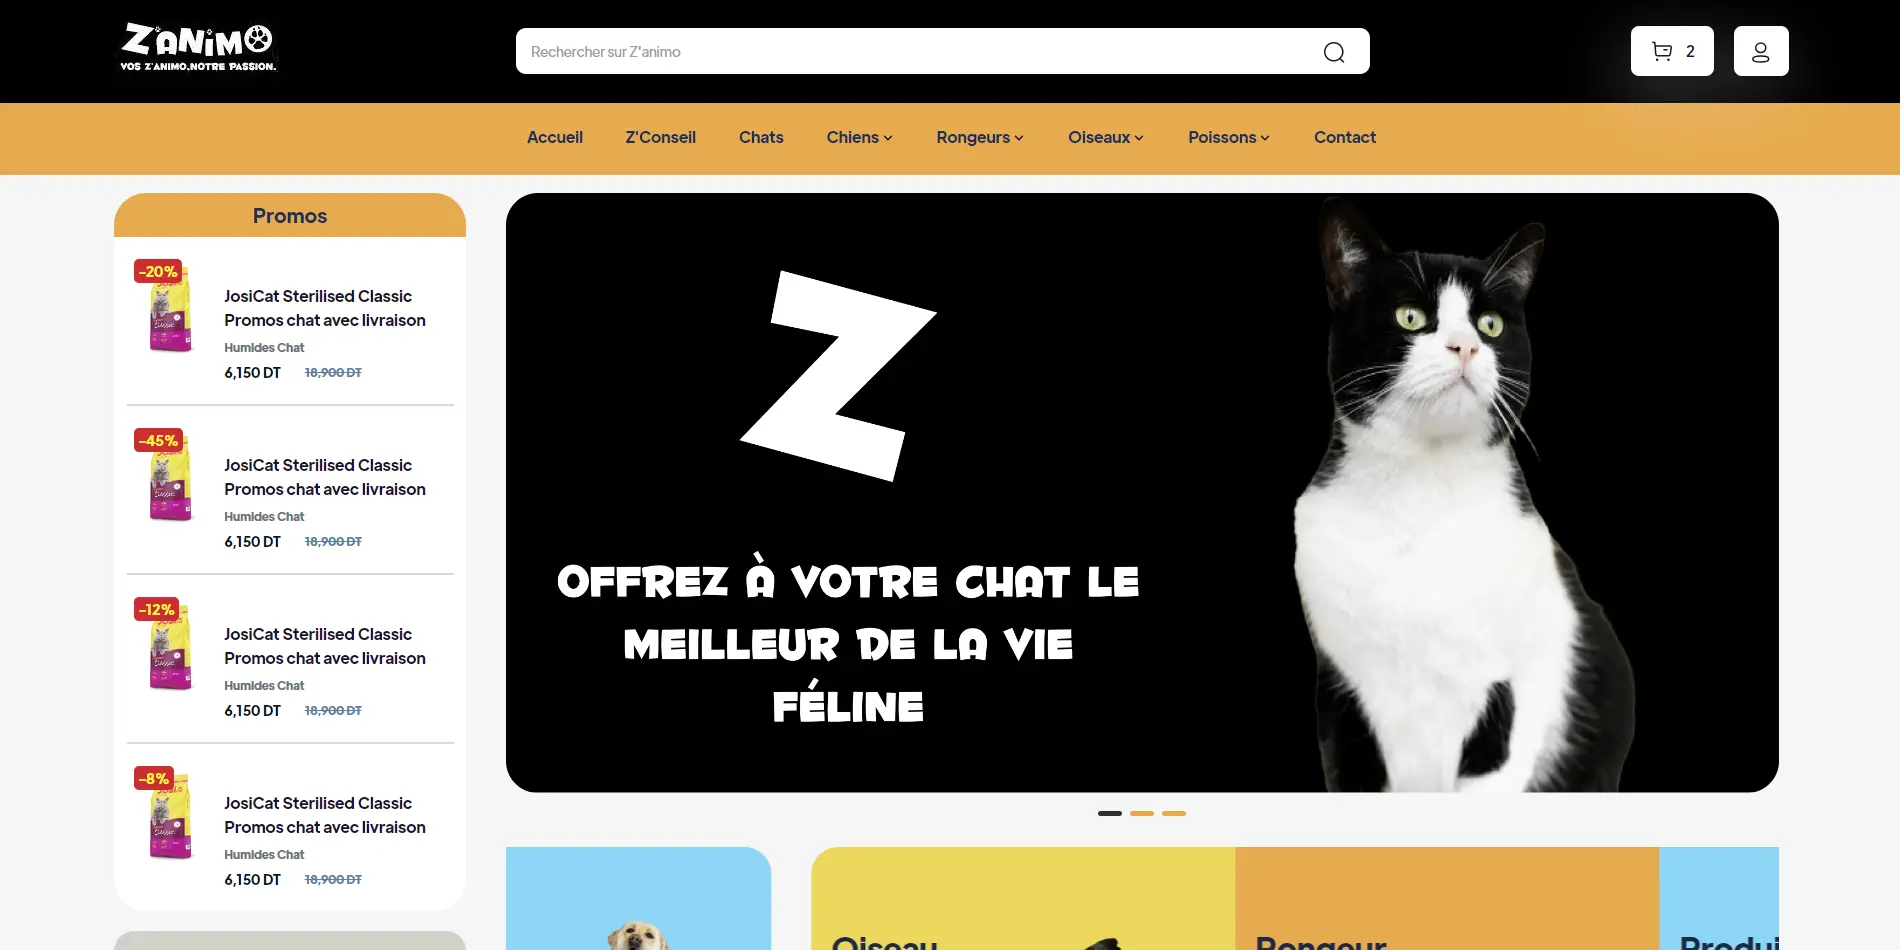 Z'ANIMO
VOS Z'ANIMO,NOTRE PASSION.
Rechercher sur Z'animo
2
Accueil
Z'Conseil
Chats
Chiens
Rongeurs
Oiseaux
Poissons
Contact
Promos
-20%
JosiCat Sterilised Classic
Promos chat avec livraison
Humides Chat
6,150 DT 18,900 DT
-45%
JosiCat Sterilised Classic
Promos chat avec livraison
Humides Chat
6,150 DT 18,900 DT
-12%
JosiCat Sterilised Classic
Promos chat avec livraison
Humides Chat
6,150 DT 18,900 DT
-8%
JosiCat Sterilised Classic
Promos chat avec livraison
Humides Chat
6,150 DT 18,900 DT
Z
OFFREZ À VOTRE CHAT LE
MEILLEUR DE LA VIE
FÉLINE
Oiseau
Rongeur
Produi